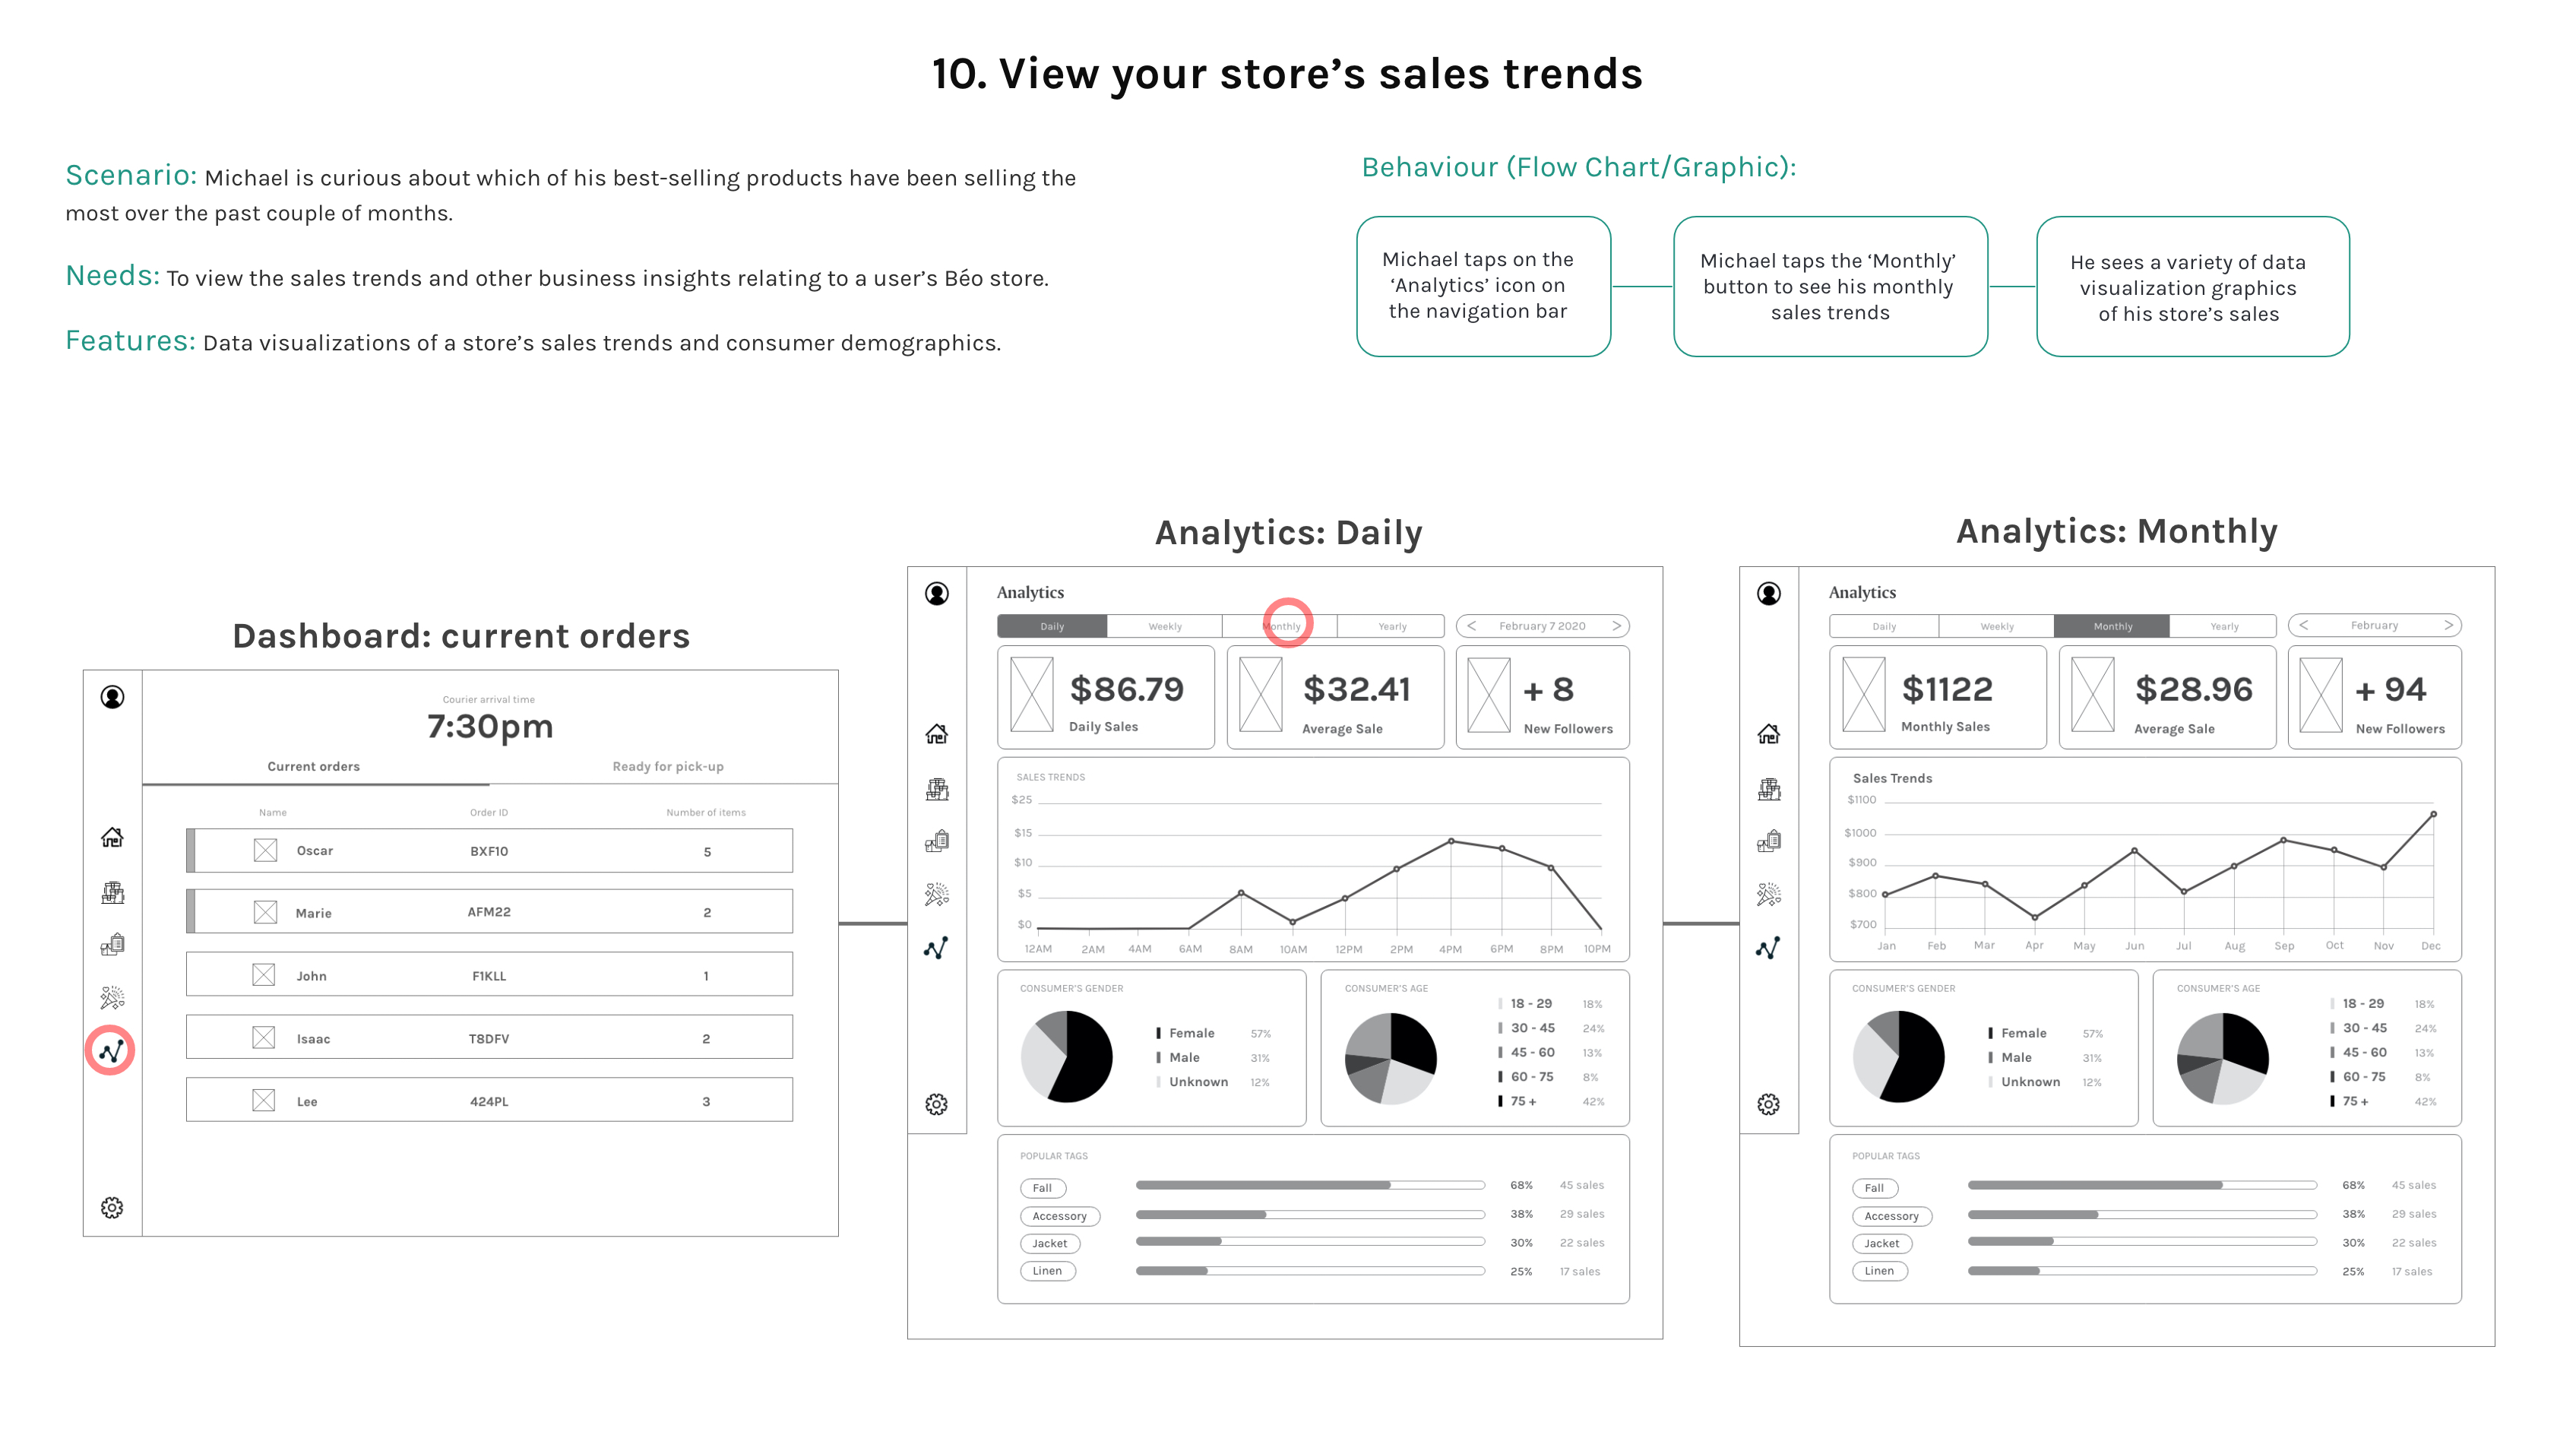 10. View your store’s sales trends
Scenario: Michael is curious about which of his best-selling products have been selling the
most over the past couple of months.
Needs: To view the sales trends and other business insights relating to a user’s Béo store.
Features: Data visualizations of a store’s sales trends and consumer demographics.
Behaviour (Flow Chart/Graphic):
Michael taps on the
‘Analytics’ icon on
the navigation bar
Michael taps the ‘Monthly’
button to see his monthly
sales trends
He sees a variety of data
visualization graphics
of his store’s sales
Dashboard: current orders
Courier arrival time
7:30pm
Current orders Ready for pick-up
Name Order ID Number of items
Oscar BXF10 5
Marie AFM22 2
John F1KLL 1
Isaac T8DFV 2
Lee 424PL 3
Analytics: Daily
Analytics
Daily Weekly Monthly Yearly < February 7 2020 >
$86.79 $32.41 + 8
Daily Sales Average Sale New Followers
SALES TRENDS
$25
$15
$10
$5
$0
12AM 2AM 4AM 6AM 8AM 10AM 12PM 2PM 4PM 6PM 8PM 10PM
CONSUMER’S GENDER
Female 57%
Male 31%
Unknown 12%
CONSUMER’S AGE
18 - 29 18%
30 - 45 24%
45 - 60 13%
60 - 75 8%
75 + 42%
POPULAR TAGS
Fall 68% 45 sales
Accessory 38% 29 sales
Jacket 30% 22 sales
Linen 25% 17 sales
Analytics: Monthly
Analytics
Daily Weekly Monthly Yearly < February >
$1122 $28.96 + 94
Monthly Sales Average Sale New Followers
Sales Trends
$1100
$1000
$900
$800
$700
Jan Feb Mar Apr May Jun Jul Aug Sep Oct Nov Dec
CONSUMER’S GENDER
Female 57%
Male 31%
Unknown 12%
CONSUMER’S AGE
18 - 29 18%
30 - 45 24%
45 - 60 13%
60 - 75 8%
75 + 42%
POPULAR TAGS
Fall 68% 45 sales
Accessory 38% 29 sales
Jacket 30% 22 sales
Linen 25% 17 sales